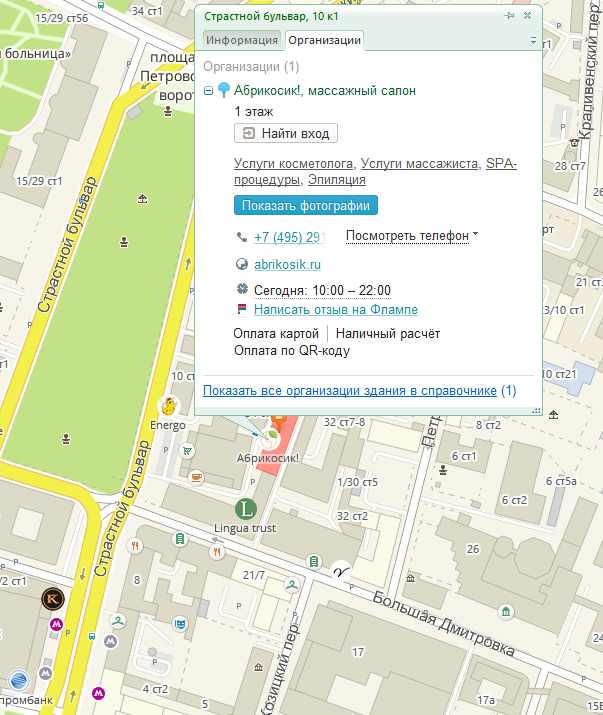 Страстной бульвар, 10 к1
Информация
Организации
Организации (1)
Абрикосик!, массажный салон
1 этаж
Найти вход
Услуги косметолога, Услуги массажиста, SPA-
процедуры, Эпиляция
Показать фотографии
+7 (495) 291
Посмотреть телефон
abrikosik.ru
Сегодня: 10:00 – 22:00
Написать отзыв на Флампе
Оплата картой
Наличный расчёт
Оплата по QR-коду
Показать все организации здания в справочнике (1)
15/29 ст5б
34 ст1
больница»
площа
Петровс
ворот
15/29 ст1
Страстной бульвар
Крапивенский пер
28 ст7
рт
3/10 ст1
10 ст21
10 ст
Energo
Абрикосик!
32 ст7-8
8 ст2
6 ст1
6 ст5а
6 ст2
1/30 ст5
32 ст2
Lingua trust
Страстной бульвар
26
8
21/7
/2 ст1
Большая Дмитровка
17
Козицкий пер
4 ст2
17а
15Б
промбанк